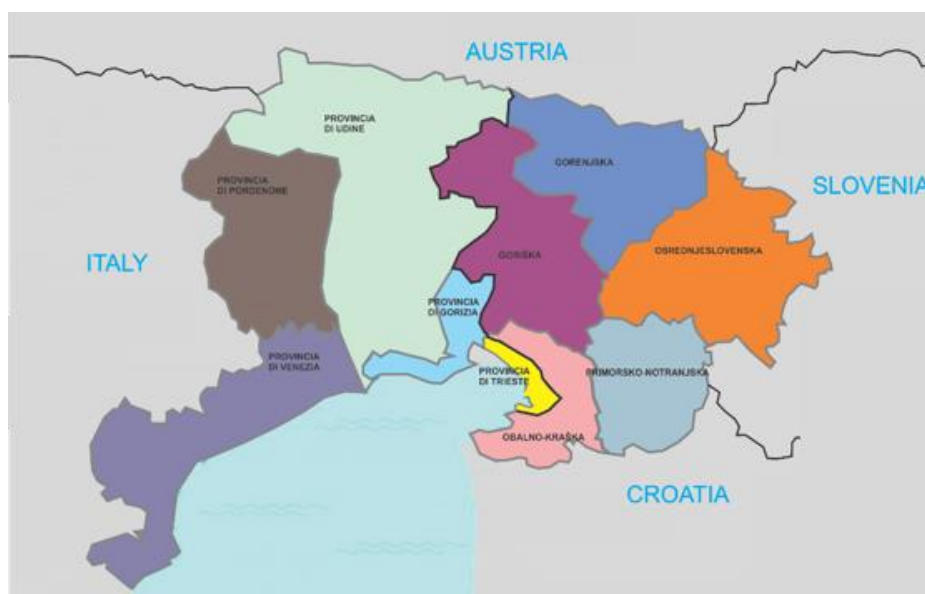 AUSTRIA
PROVINCIA
DI UDINE
GORENJSKA
PROVINCIA
DI PORDENONE
SLOVENIA
OSREDNJESLOVENSKA
GORIŠKA
ITALY
PROVINCIA
DI GORIZIA
PROVINCIA
DI VENEZIA
PROVINCIA
DI TRIESTE
PRIMORSKO-NOTRANJSKA
OBALNO-KRAŠKA
CROATIA